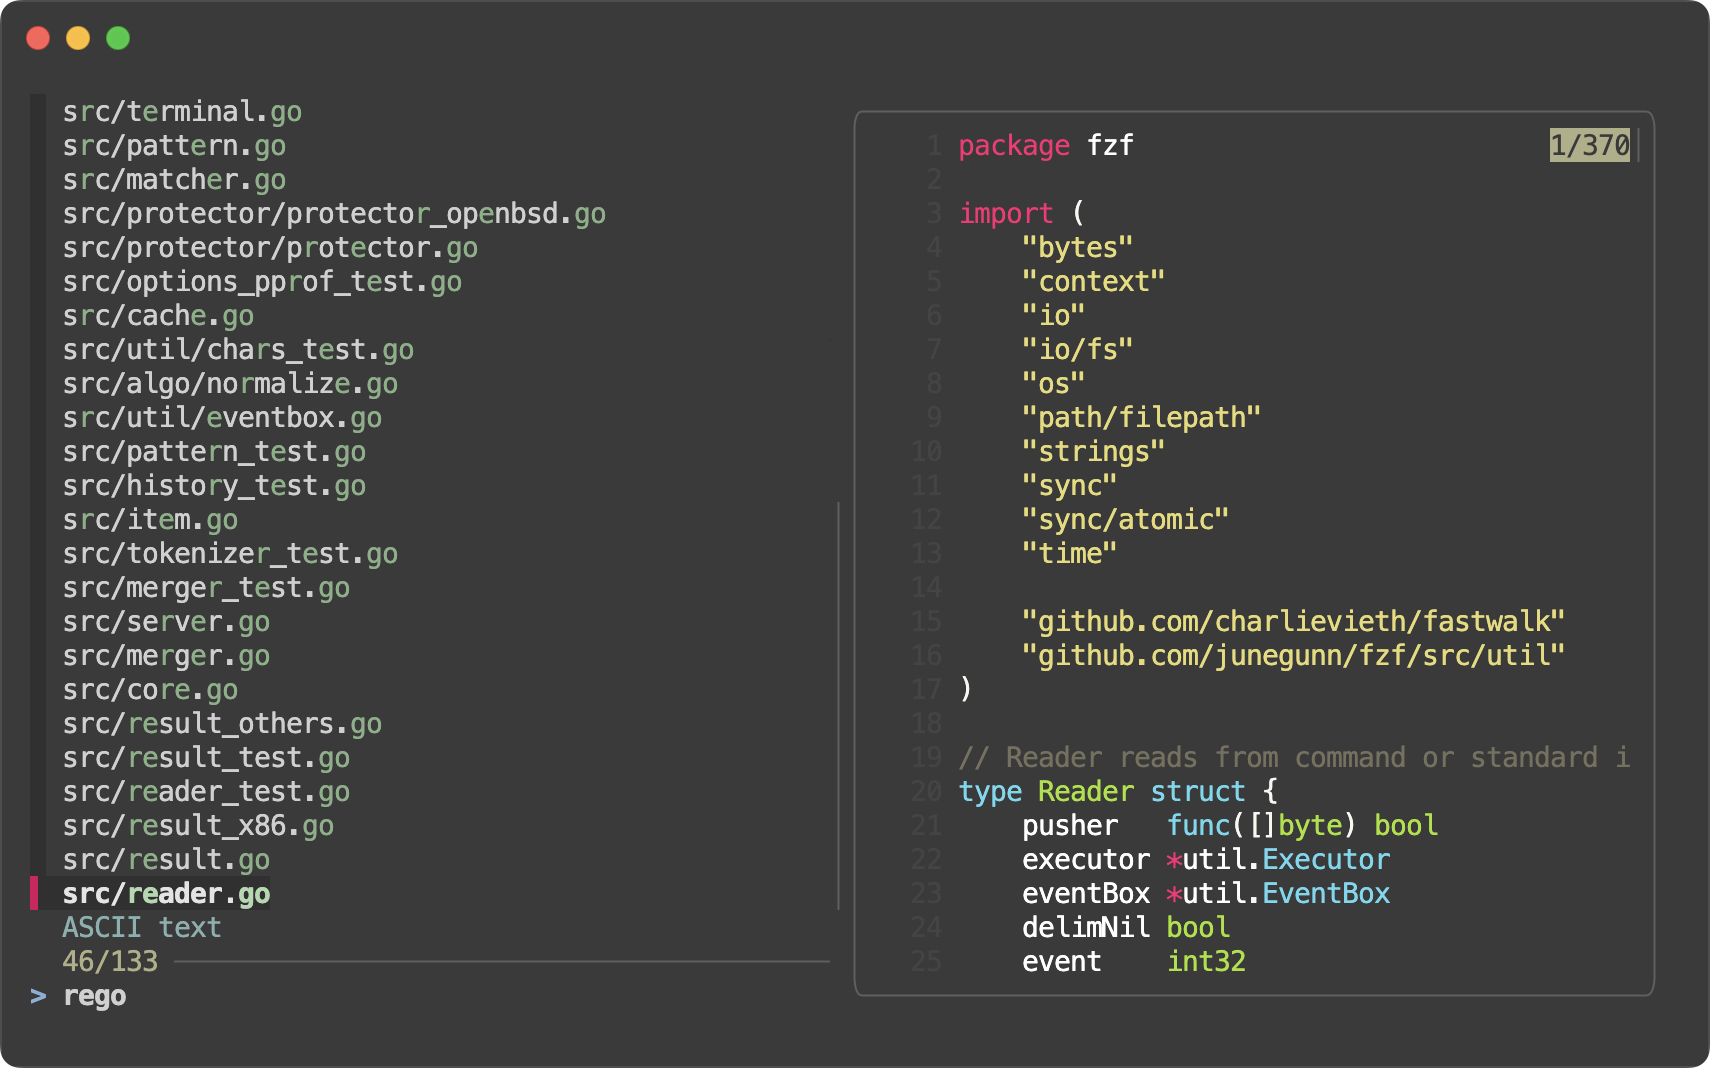 src/terminal.go
src/pattern.go
src/matcher.go
src/protector/protector_openbsd.go
src/protector/protector.go
src/options_pprof_test.go
src/cache.go
src/util/chars_test.go
src/algo/normalize.go
src/util/eventbox.go
src/pattern_test.go
src/history_test.go
src/item.go
src/tokenizer_test.go
src/merger_test.go
src/server.go
src/merger.go
src/core.go
src/result_others.go
src/result_test.go
src/reader_test.go
src/result_x86.go
src/result.go
src/reader.go
ASCII text
46/133
> rego
1 package fzf 1/370
2
3 import (
4     "bytes"
5     "context"
6     "io"
7     "io/fs"
8     "os"
9     "path/filepath"
10     "strings"
11     "sync"
12     "sync/atomic"
13     "time"
14
15     "github.com/charlievieth/fastwalk"
16     "github.com/junegunn/fzf/src/util"
17 )
18
19 // Reader reads from command or standard i
20 type Reader struct {
21     pusher   func([]byte) bool
22     executor *util.Executor
23     eventBox *util.EventBox
24     delimNil bool
25     event    int32